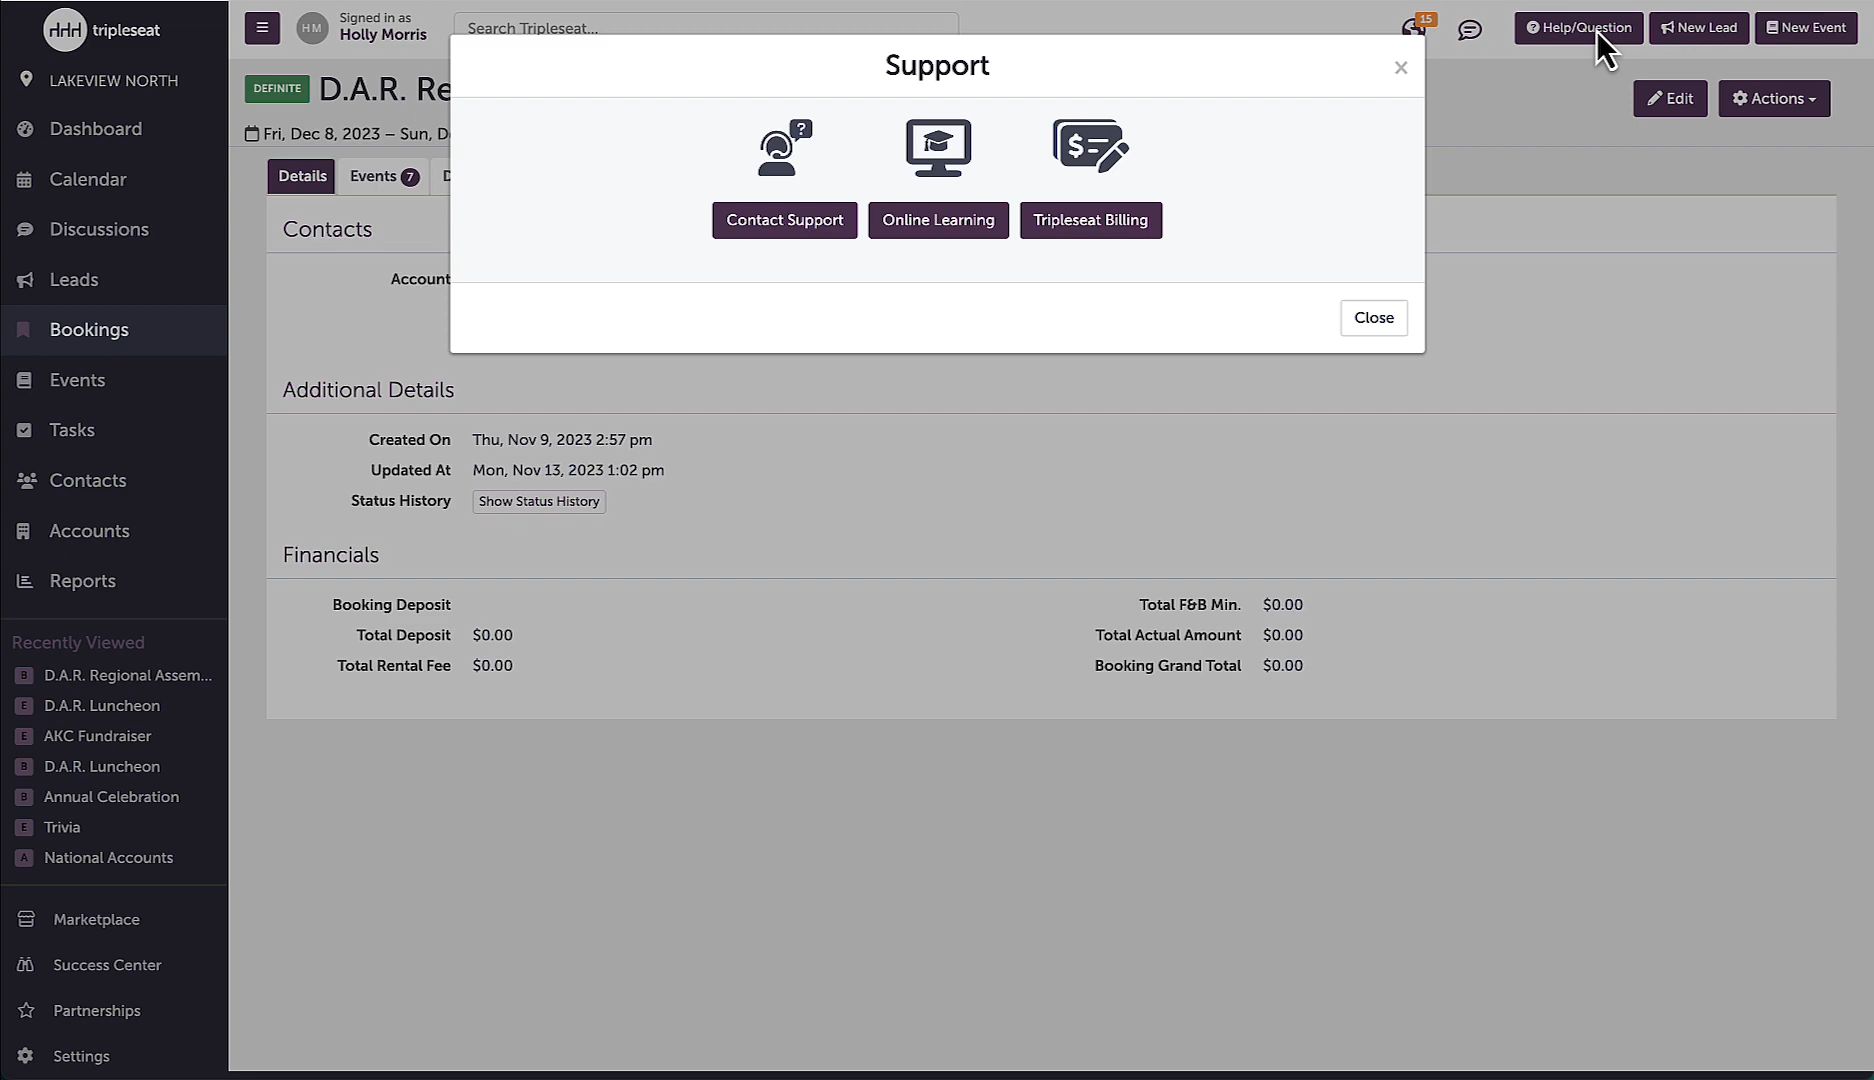 tripleseat
LAKEVIEW NORTH
Dashboard
Calendar
Discussions
Leads
Bookings
Events
Tasks
Contacts
Accounts
Reports
Recently Viewed
B D.A.R. Regional Assem...
E D.A.R. Luncheon
E AKC Fundraiser
B D.A.R. Luncheon
B Annual Celebration
E Trivia
A National Accounts
Marketplace
Success Center
Partnerships
Settings
HM
Signed in as
Holly Morris
Search Tripleseat...
15
Help/Question
New Lead
New Event
DEFINITE D.A.R. Re
Edit
Actions
Fri, Dec 8, 2023 – Sun, D
Details
Events 7
D
Support
×
?
$
Contact Support
Online Learning
Tripleseat Billing
Close
Contacts
Account
Additional Details
Created On Thu, Nov 9, 2023 2:57 pm
Updated At Mon, Nov 13, 2023 1:02 pm
Status History Show Status History
Financials
Booking Deposit
Total F&B Min. $0.00
Total Deposit $0.00
Total Actual Amount $0.00
Total Rental Fee $0.00
Booking Grand Total $0.00